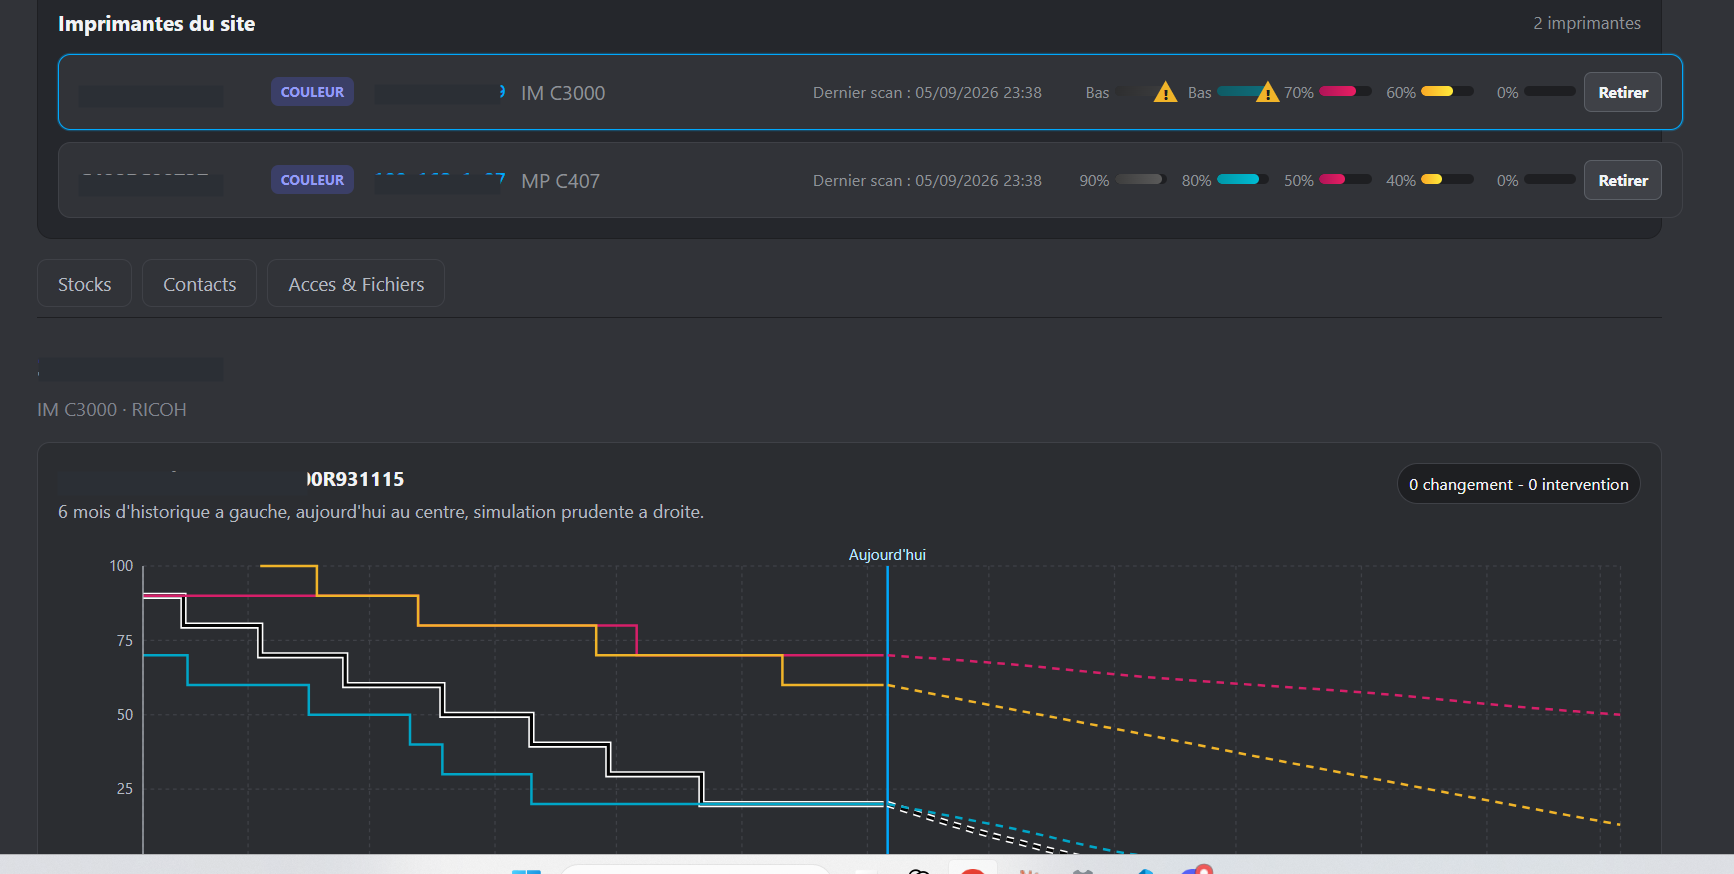 Imprimantes du site
2 imprimantes
COULEUR IM C3000 Dernier scan : 05/09/2026 23:38 Bas Bas 70% 60% 0% Retirer
COULEUR MP C407 Dernier scan : 05/09/2026 23:38 90% 80% 50% 40% 0% Retirer
Stocks Contacts Acces & Fichiers
IM C3000 · RICOH
00R931115
0 changement - 0 intervention
6 mois d'historique a gauche, aujourd'hui au centre, simulation prudente a droite.
Aujourd'hui
100
75
50
25